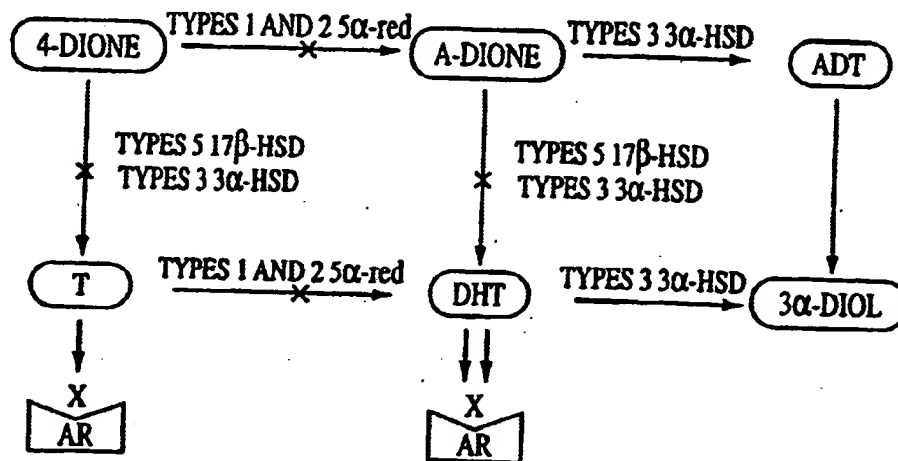 TYPES 1 AND 2 5α-red
TYPES 3 3α-HSD
4-DIONE
A-DIONE
ADT
TYPES 5 17β-HSD
TYPES 3 3α-HSD
TYPES 5 17β-HSD
TYPES 3 3α-HSD
TYPES 1 AND 2 5α-red
TYPES 3 3α-HSD
T
DHT
3α-DIOL
X
X
AR
AR